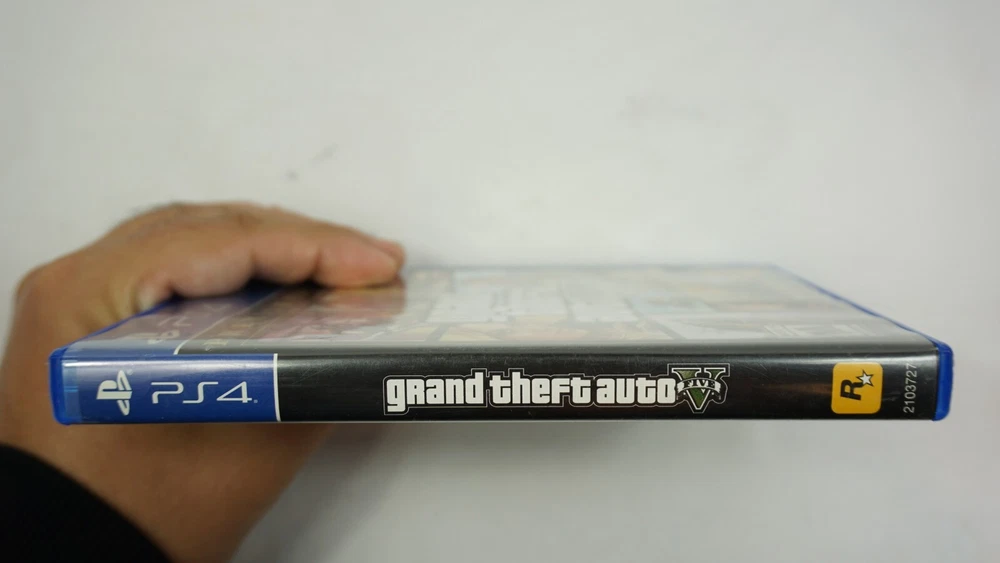 PS4
grand theft auto V
FIVE
R
2103727